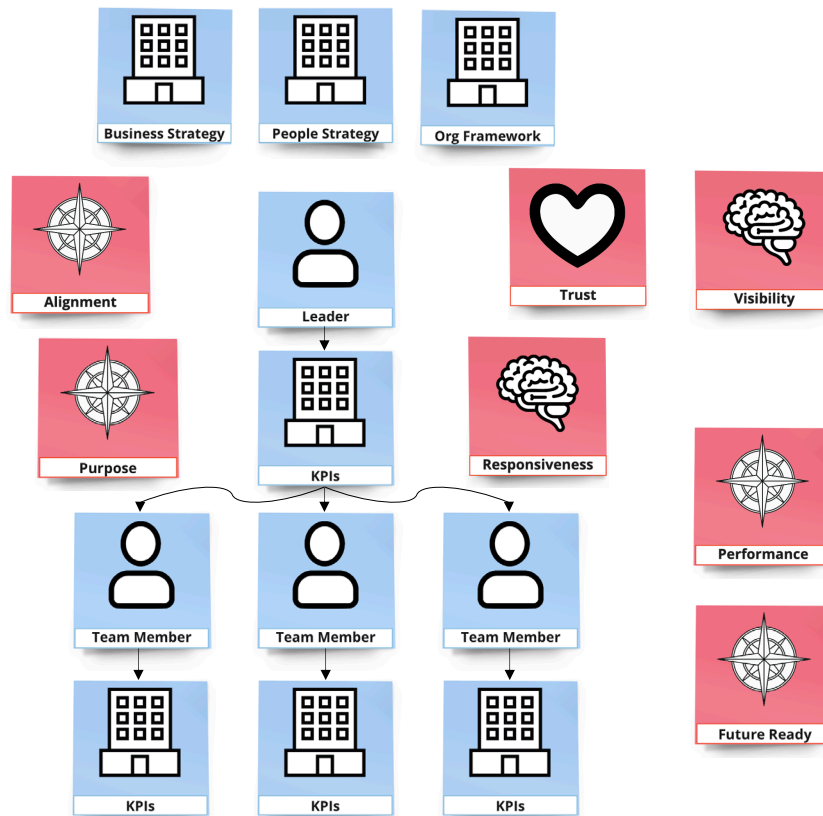 Business Strategy
People Strategy
Org Framework
Alignment
Leader
Trust
Visibility
Purpose
KPIs
Responsiveness
Performance
Team Member
Team Member
Team Member
Future Ready
KPIs
KPIs
KPIs